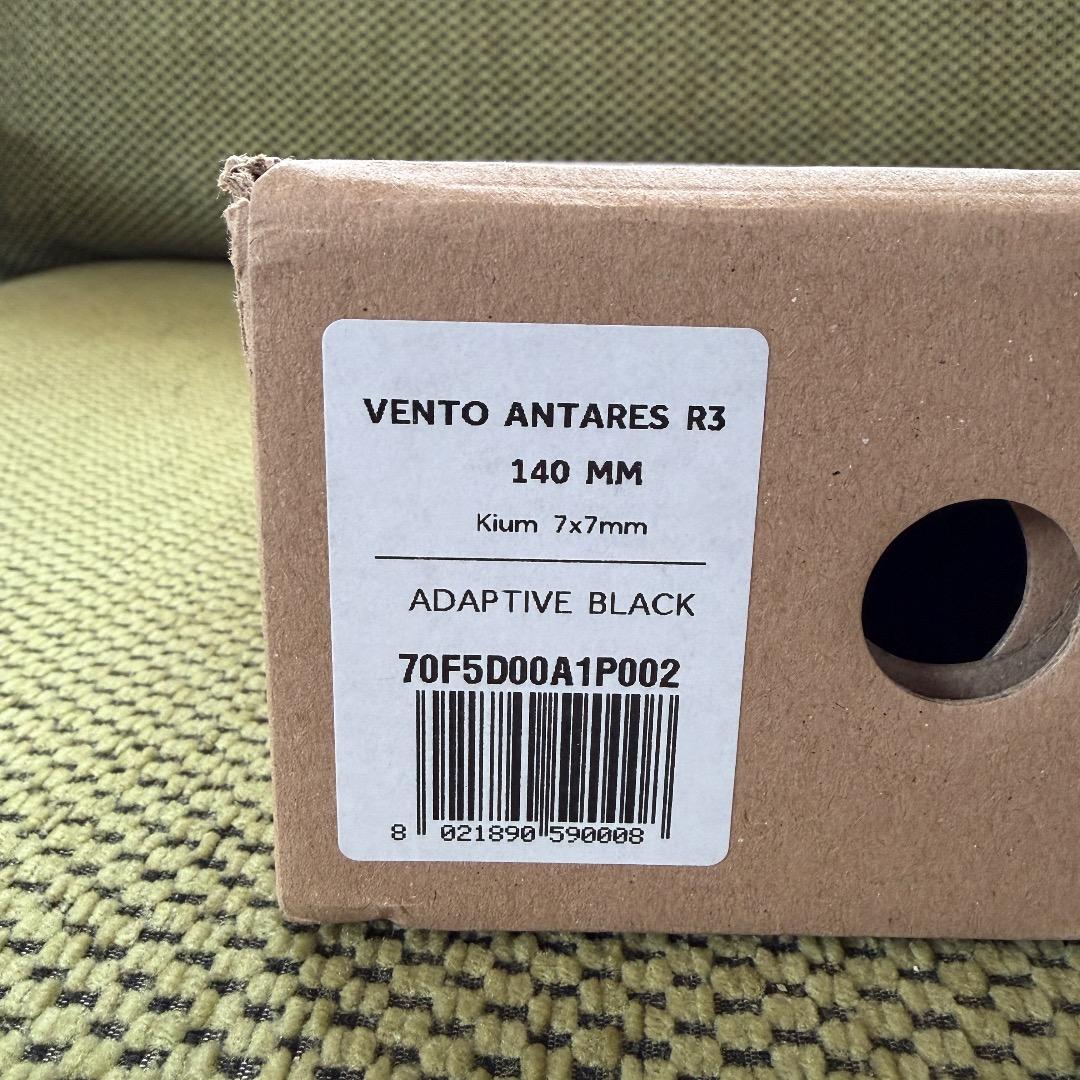 VENTO ANTARES R3
140 MM
Kium 7x7mm
ADAPTIVE BLACK
70F5D00A1P002
8 021890 590008